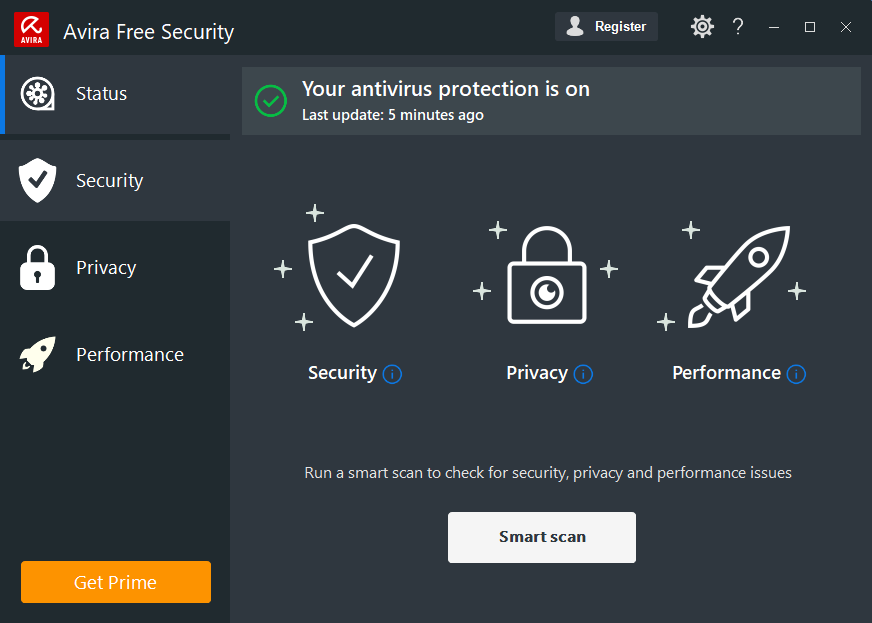 AVIRA
Avira Free Security
Register
?
Status
Security
Privacy
Performance
Get Prime
Your antivirus protection is on
Last update: 5 minutes ago
Security
Privacy
Performance
Run a smart scan to check for security, privacy and performance issues
Smart scan